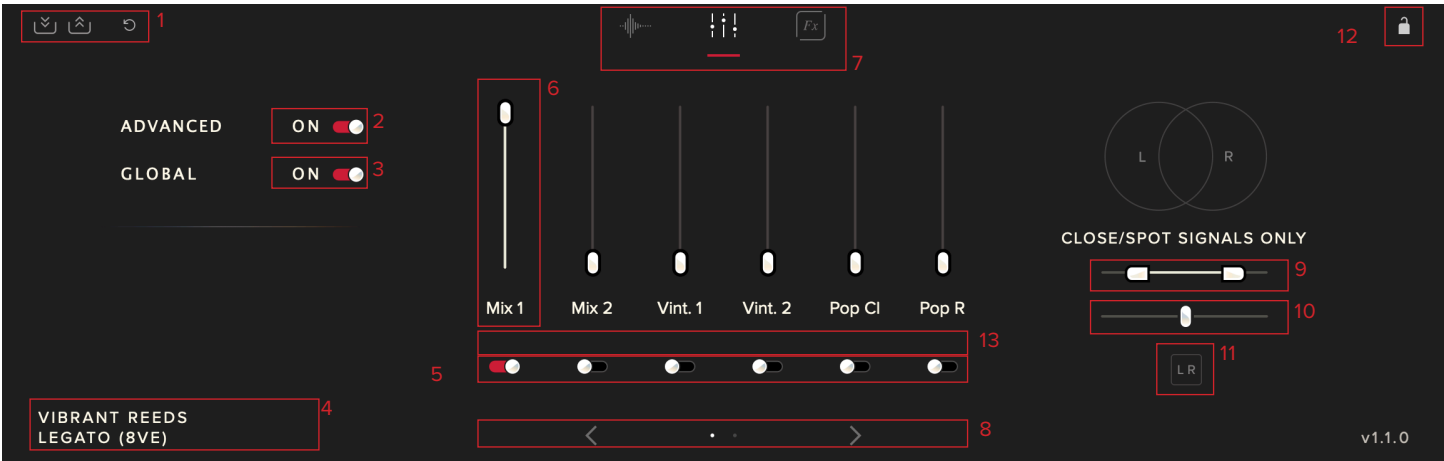 1
7
Fx
12
6
ADVANCED ON 2
GLOBAL ON 3
L R
CLOSE/SPOT SIGNALS ONLY
9
10
Mix 1 Mix 2 Vint. 1 Vint. 2 Pop Cl Pop R
13
5
11
L R
4
VIBRANT REEDS
LEGATO (8VE)
8
v1.1.0